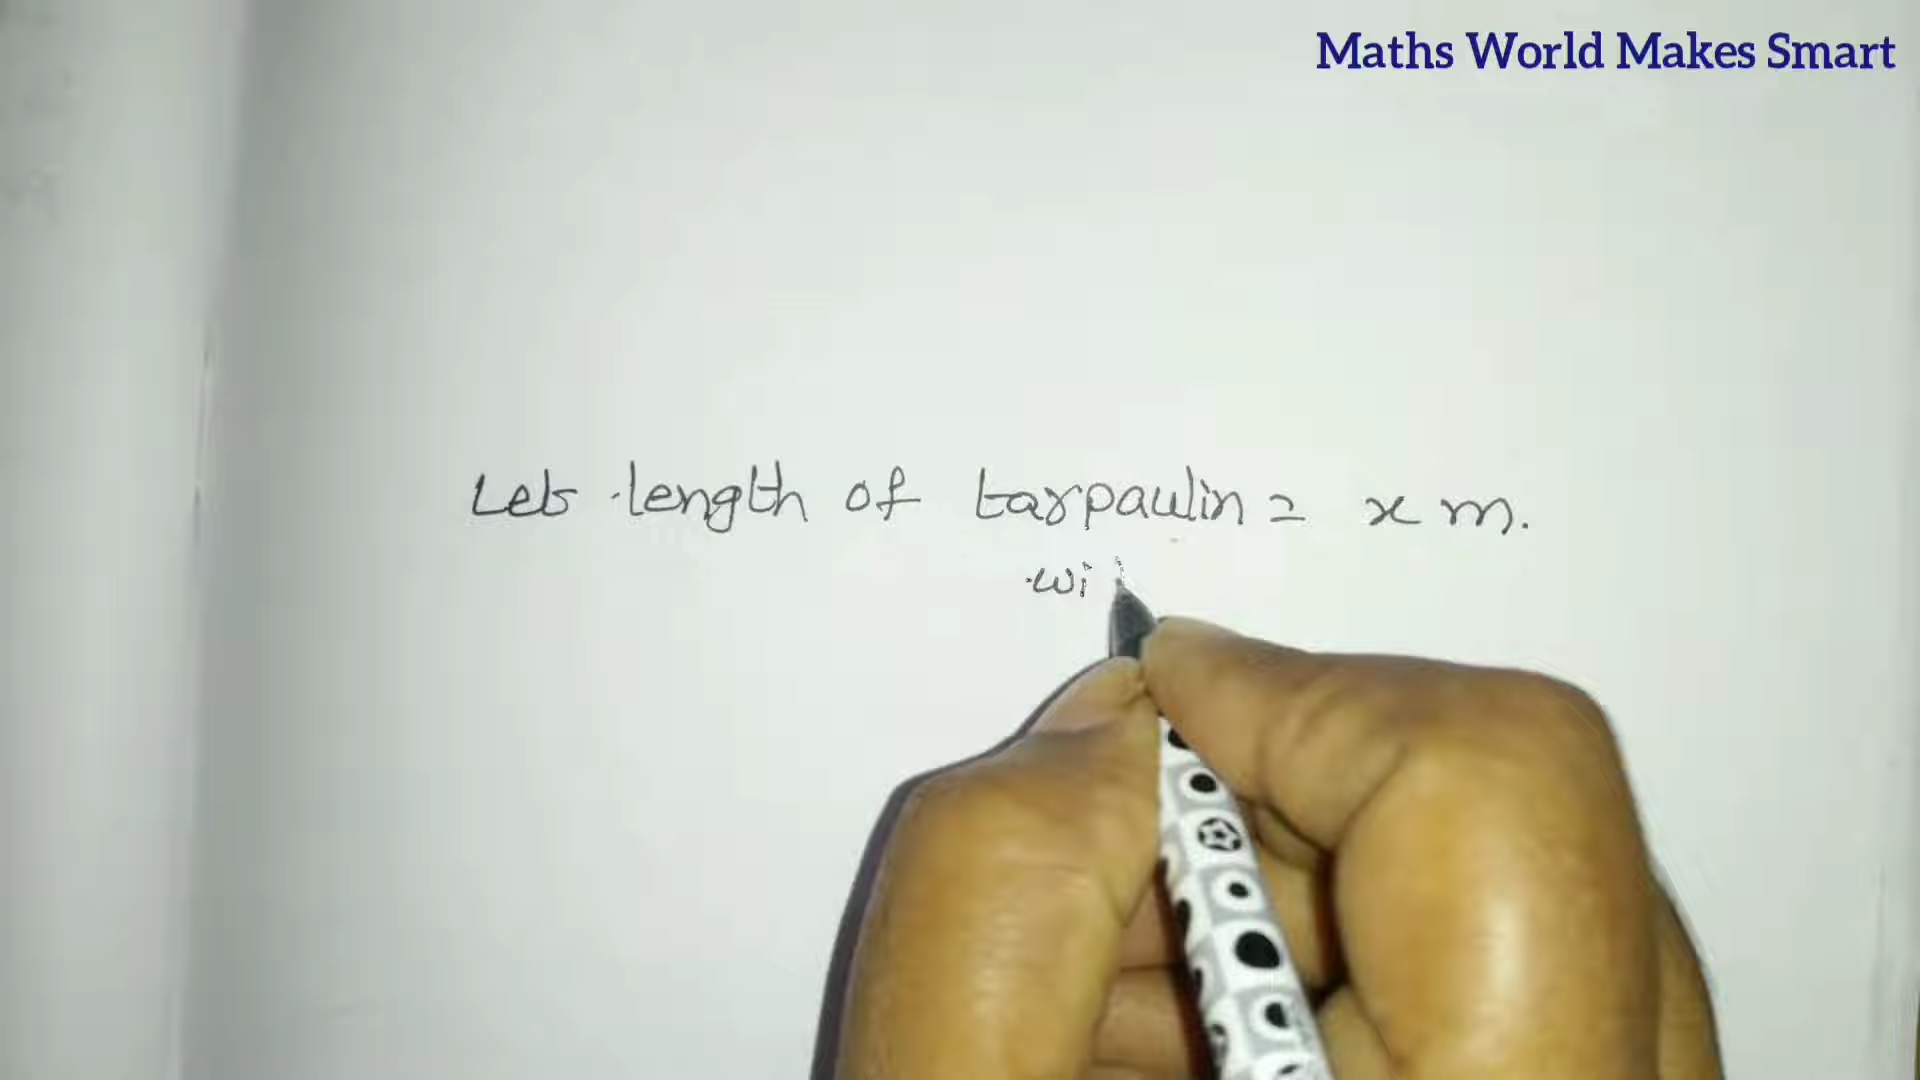 Maths World Makes Smart
Let length of tarpaulin = x m.
wi